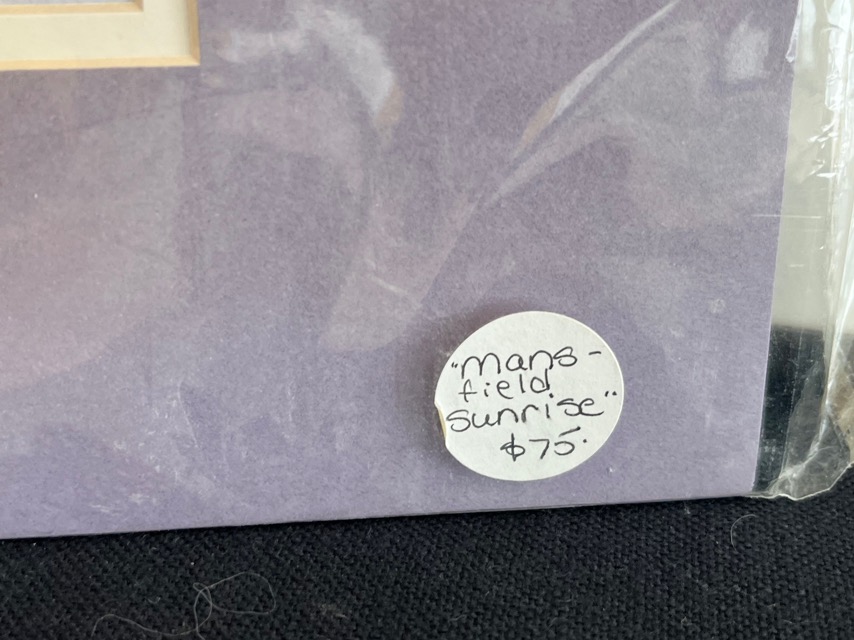 "Mans-
field
sunrise"
$75.